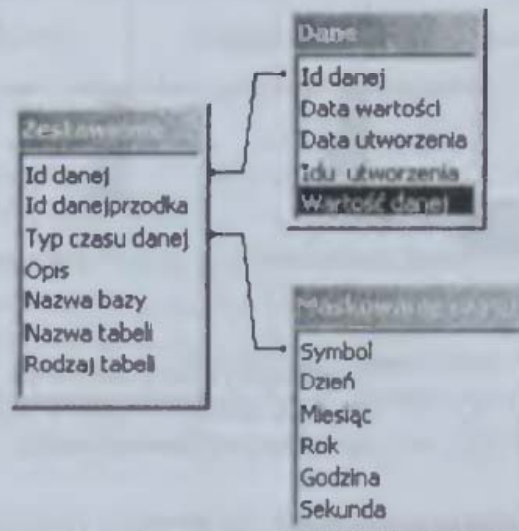 Dane
Id danej
Data wartości
Data utworzenia
Idu utworzenia
Wartość danej
Zestawienie
Id danej
Id danejprzodka
Typ czasu danej
Opis
Nazwa bazy
Nazwa tabeli
Rodzaj tabeli
Symbol
Dzień
Miesiąc
Rok
Godzina
Sekunda